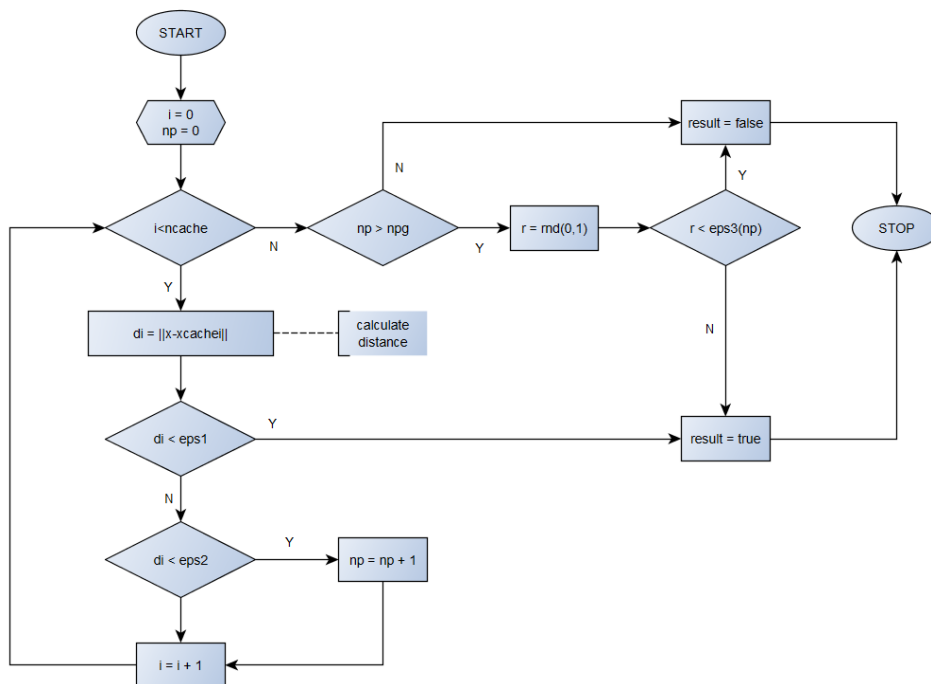 START
i = 0
np = 0
i<ncache
N
np > npg
N
Y
r = rnd(0,1)
r < eps3(np)
Y
result = false
STOP
N
Y
di = ||x-xcachei||
calculate
distance
di < eps1
Y
result = true
N
di < eps2
Y
np = np + 1
i = i + 1